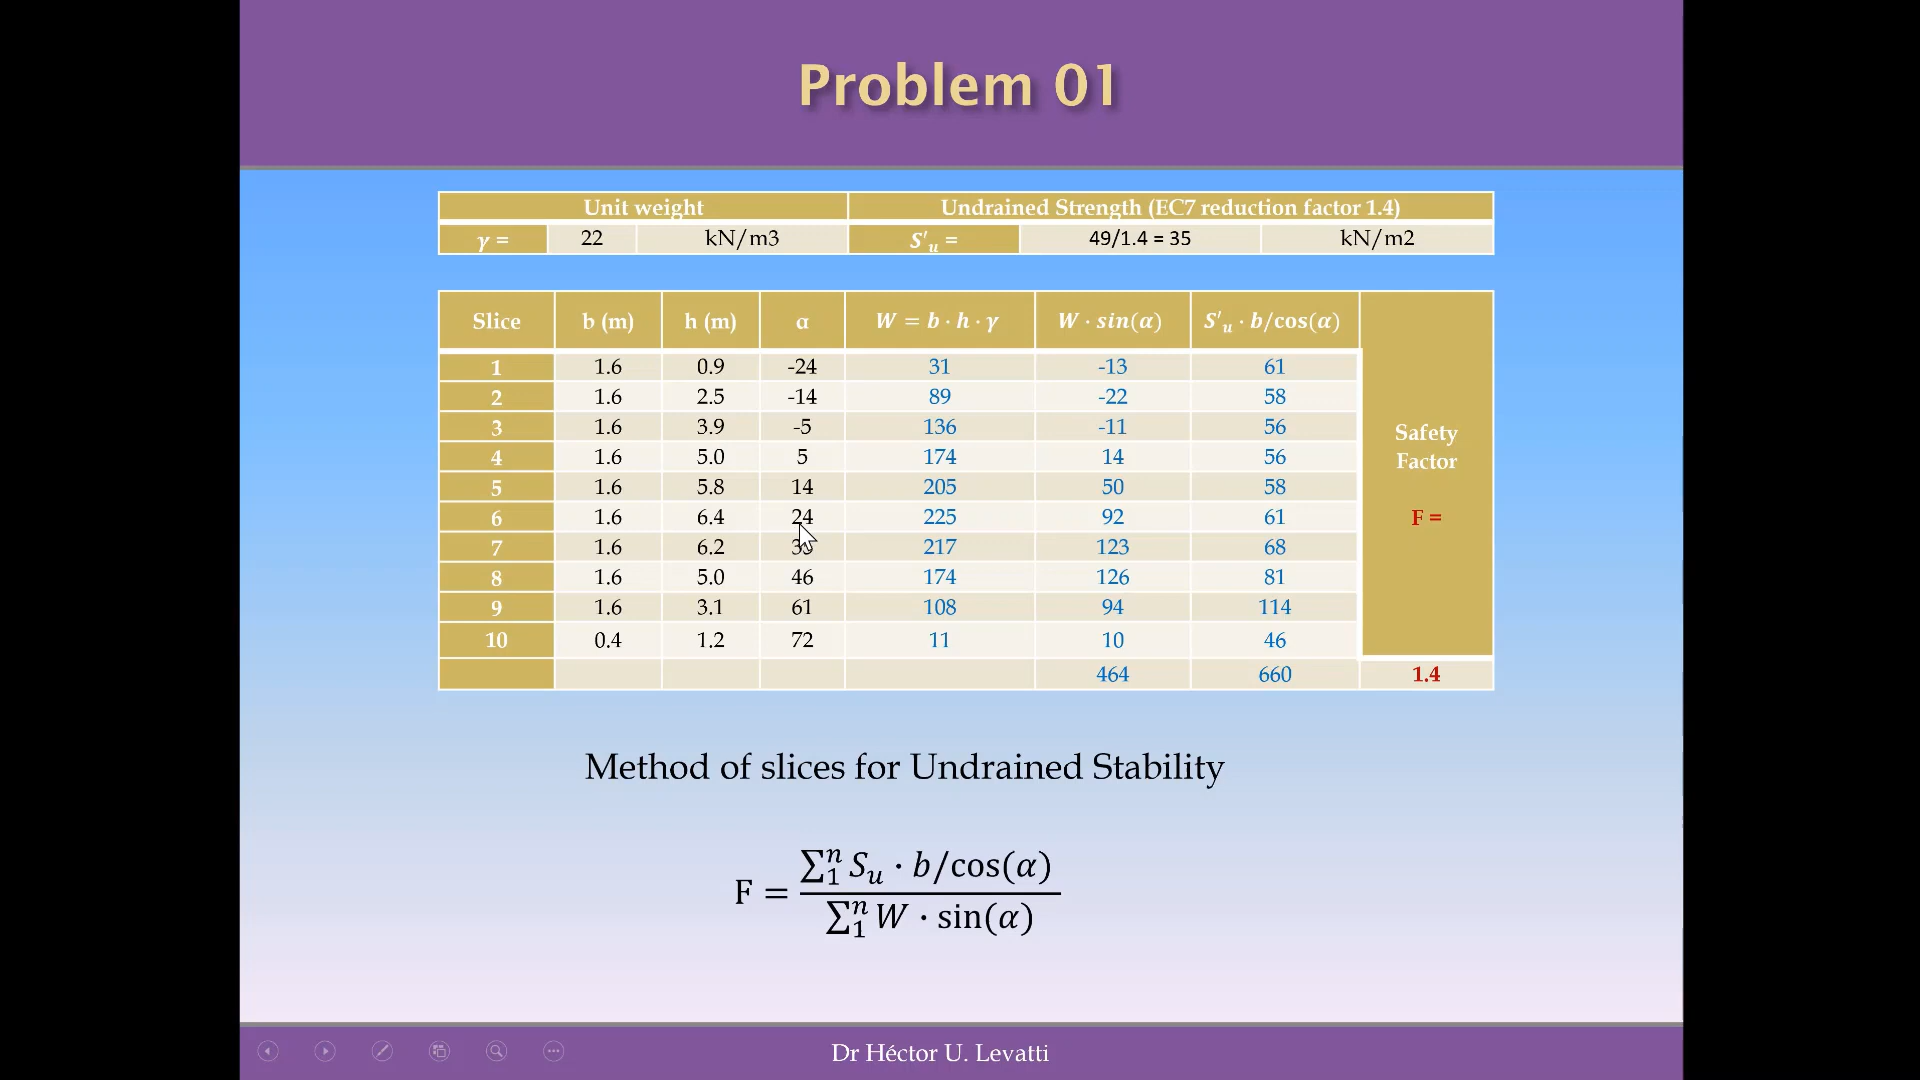 Problem 01
Unit weight Undrained Strength (EC7 reduction factor 1.4)
γ = 22 kN/m3 S′u = 49/1.4 = 35 kN/m2
Slice b (m) h (m) α W = b · h · γ W · sin(α) S′u · b/cos(α)
1 1.6 0.9 -24 31 -13 61
2 1.6 2.5 -14 89 -22 58
3 1.6 3.9 -5 136 -11 56
4 1.6 5.0 5 174 14 56
5 1.6 5.8 14 205 50 58
6 1.6 6.4 24 225 92 61
7 1.6 6.2 217 123 68
8 1.6 5.0 46 174 126 81
9 1.6 3.1 61 108 94 114
10 0.4 1.2 72 11 10 46
Safety
Factor
F =
464 660 1.4
Method of slices for Undrained Stability
F = ∑₁ⁿ Su · b/cos(α) / ∑₁ⁿ W · sin(α)
Dr Héctor U. Levatti